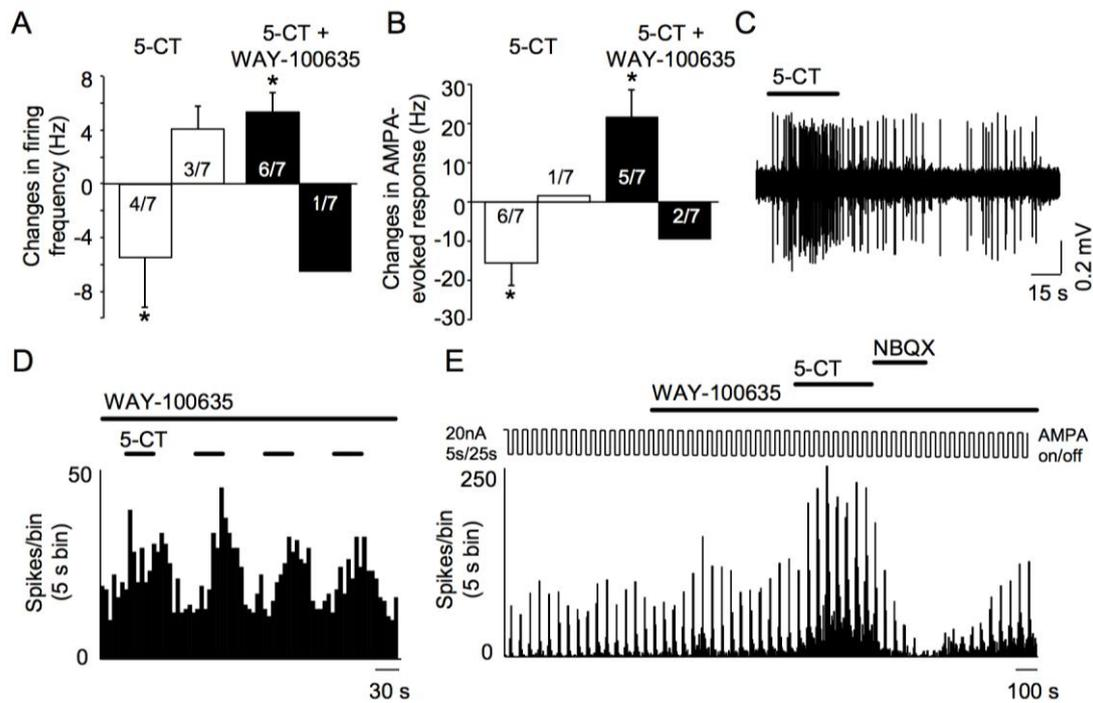 A
5-CT
5-CT +
WAY-100635
8
4
0
-4
-8
Changes in firing
frequency (Hz)
4/7
3/7
6/7
1/7
*
*
B
5-CT
5-CT +
WAY-100635
30
20
10
0
-10
-20
-30
Changes in AMPA-
evoked response (Hz)
6/7
1/7
5/7
2/7
*
*
C
5-CT
0.2 mV
15 s
D
WAY-100635
5-CT
50
0
Spikes/bin
(5 s bin)
30 s
E
NBQX
5-CT
WAY-100635
20nA
5s/25s
AMPA
on/off
250
0
Spikes/bin
(5 s bin)
100 s